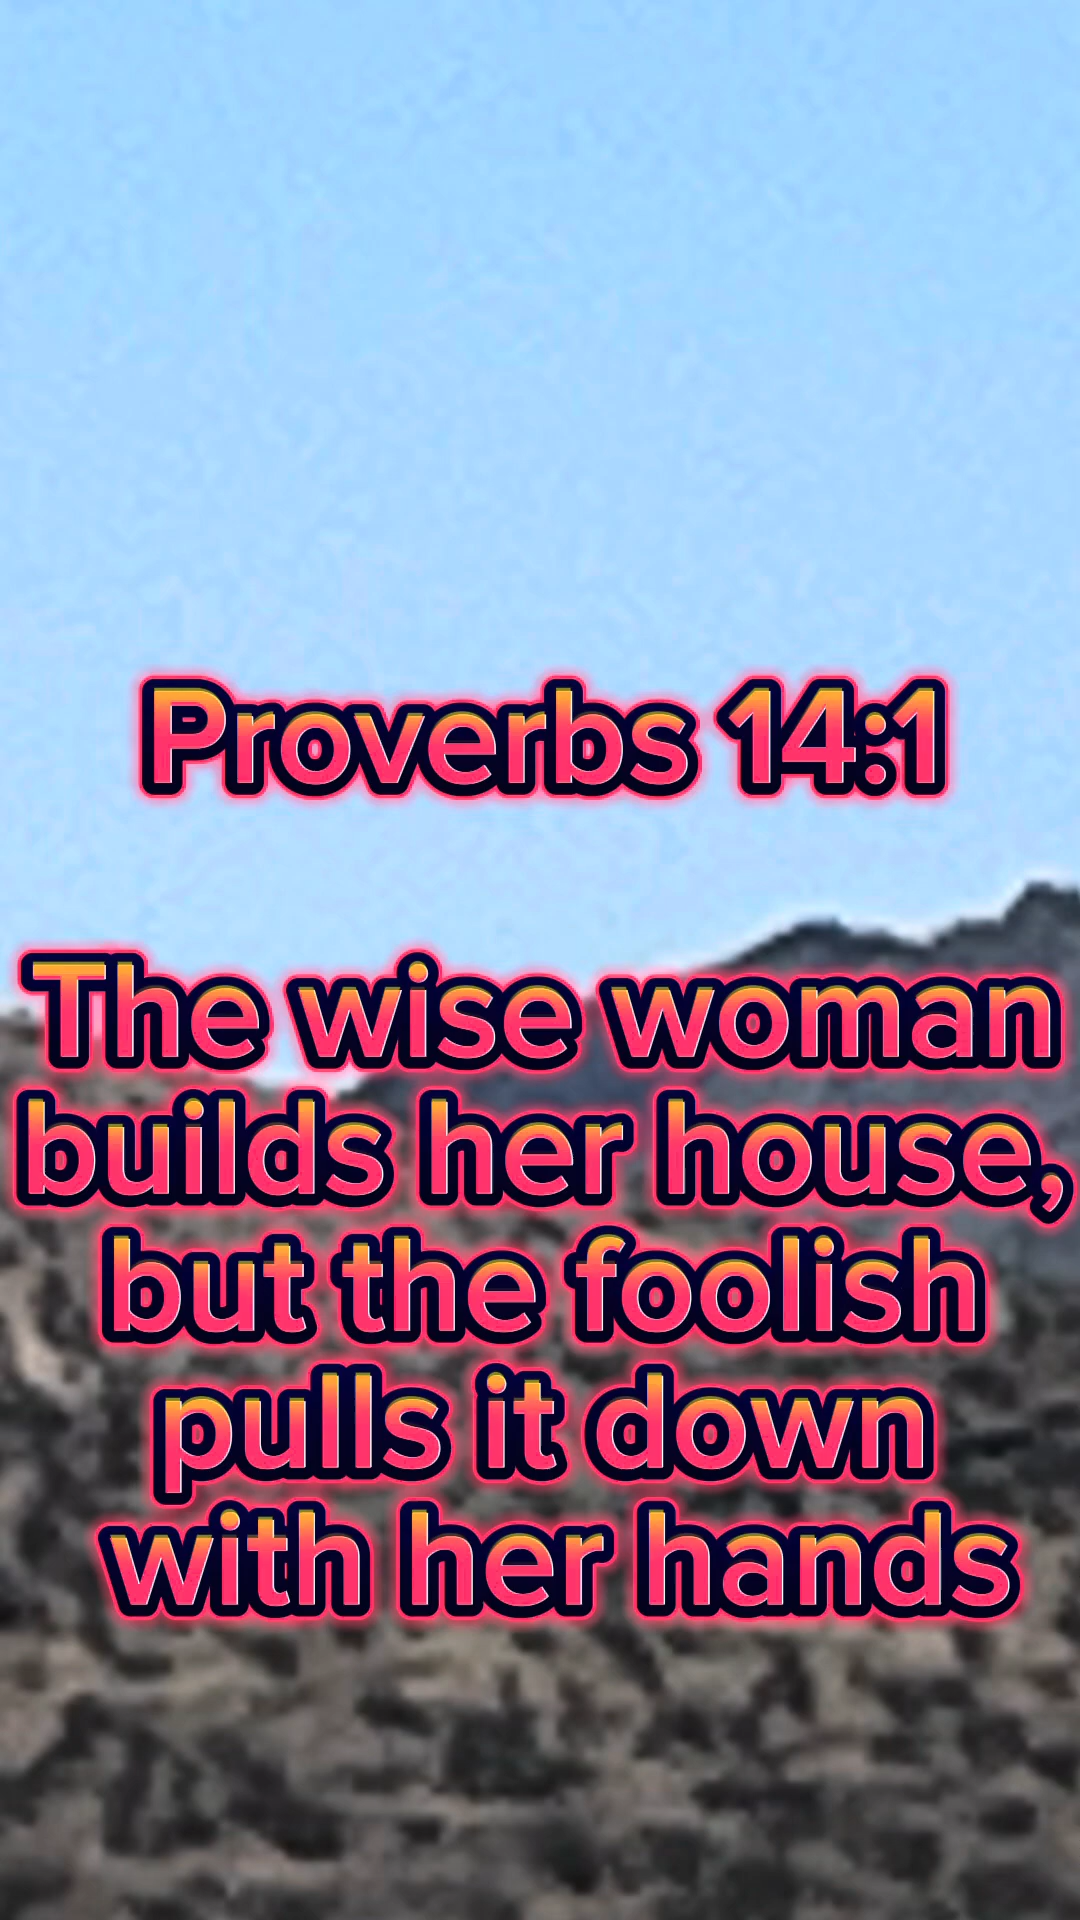 Proverbs 14:1
The wise woman
builds her house,
but the foolish
pulls it down
with her hands